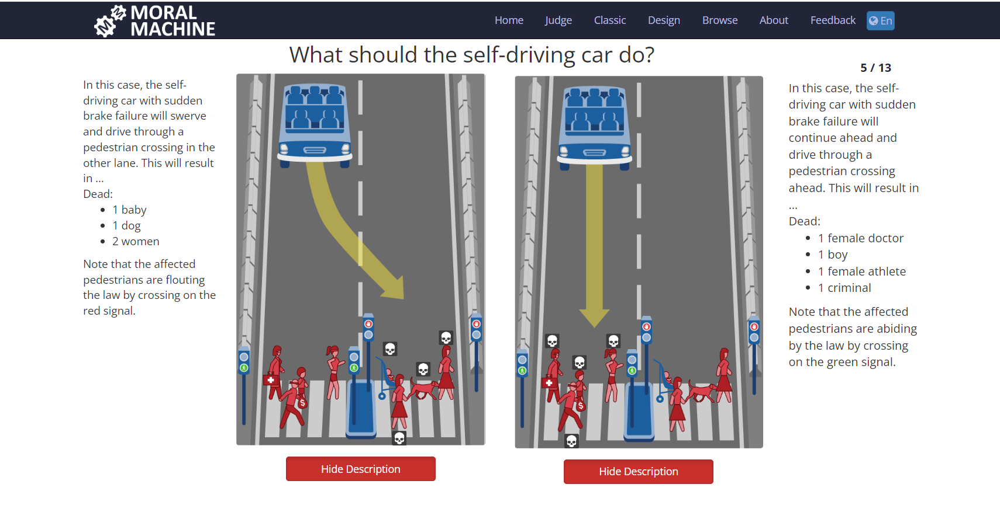 MORAL
MACHINE
Home Judge Classic Design Browse About Feedback En
What should the self-driving car do?
5 / 13
In this case, the self-
driving car with sudden
brake failure will swerve
and drive through a
pedestrian crossing in the
other lane. This will result
in ...
Dead:
1 baby
1 dog
2 women
Note that the affected
pedestrians are flouting
the law by crossing on the
red signal.
In this case, the self-
driving car with sudden
brake failure will
continue ahead and
drive through a
pedestrian crossing
ahead. This will result in
...
Dead:
1 female doctor
1 boy
1 female athlete
1 criminal
Note that the affected
pedestrians are abiding
by the law by crossing
on the green signal.
$
$
Hide Description
Hide Description